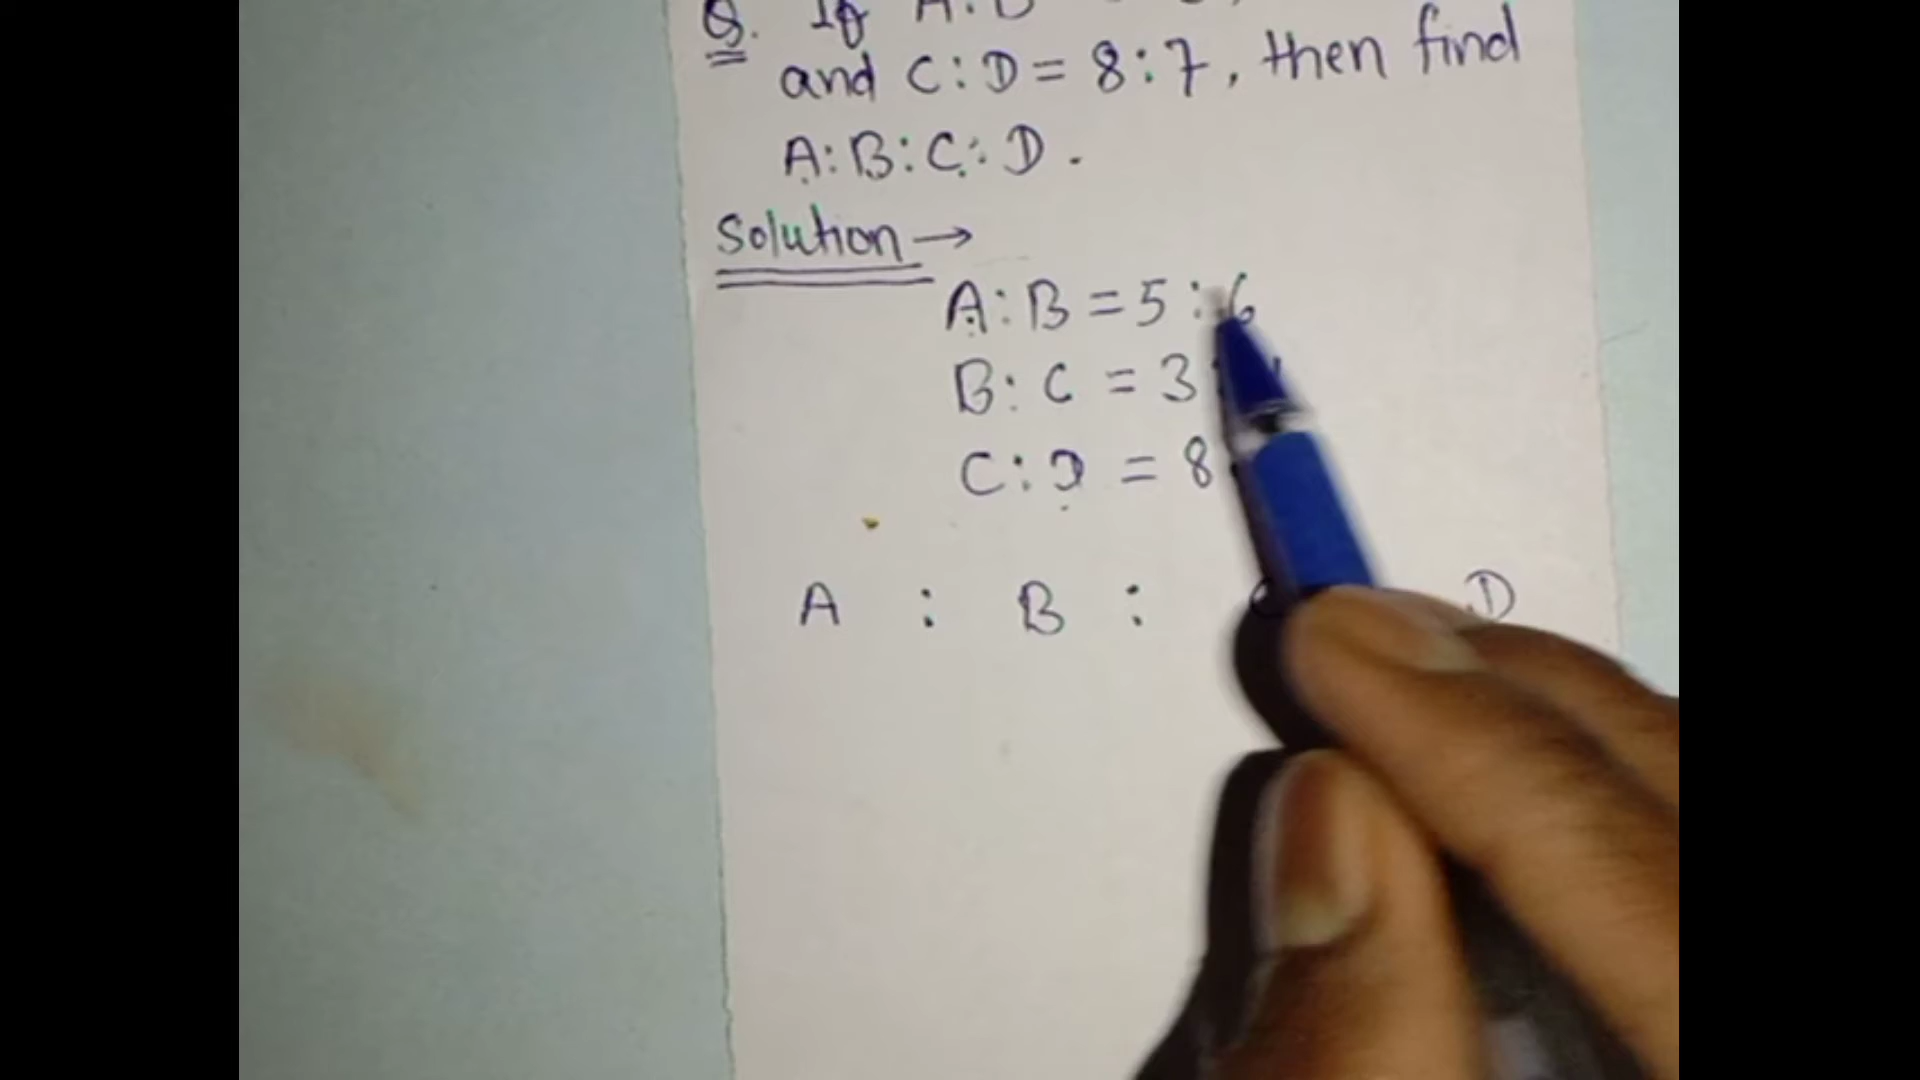 Q. If A:B
and C:D = 8:7, then find
A:B:C:D.
Solution →
A:B = 5:6
B:C = 3
C:D = 8
A : B : D